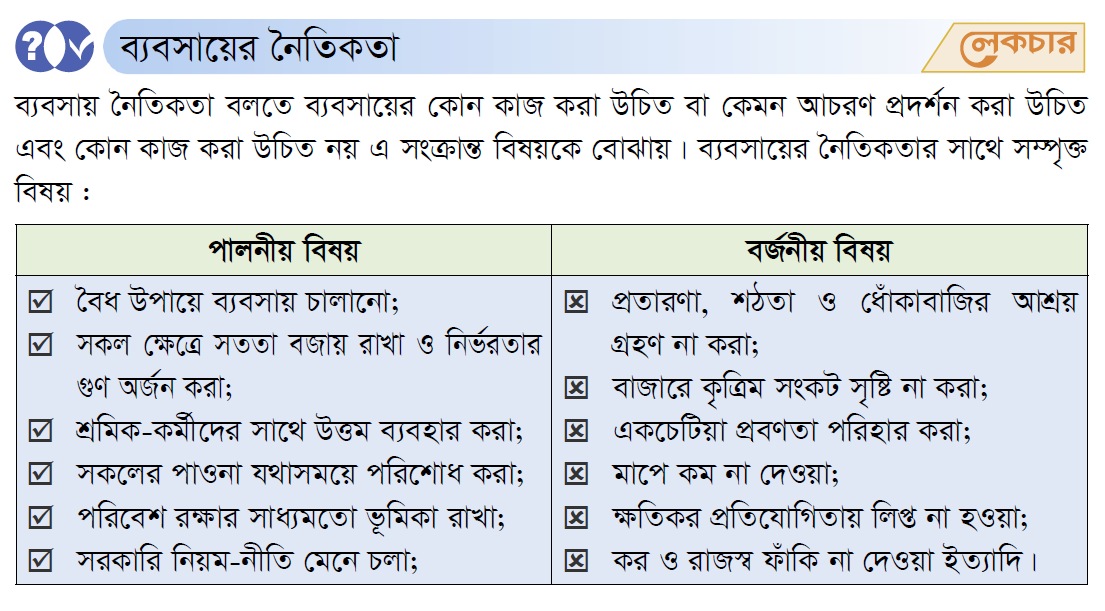 ব্যবসায়ের নৈতিকতা
লেকচার
ব্যবসায় নৈতিকতা বলতে ব্যবসায়ের কোন কাজ করা উচিত বা কেমন আচরণ প্রদর্শন করা উচিত
এবং কোন কাজ করা উচিত নয় এ সংক্রান্ত বিষয়কে বোঝায়। ব্যবসায়ের নৈতিকতার সাথে সম্পৃক্ত
বিষয় :
পালনীয় বিষয়
বৈধ উপায়ে ব্যবসায় চালানো;
সকল ক্ষেত্রে সততা বজায় রাখা ও নির্ভরতার
গুণ অর্জন করা;
শ্রমিক-কর্মীদের সাথে উত্তম ব্যবহার করা;
সকলের পাওনা যথাসময়ে পরিশোধ করা;
পরিবেশ রক্ষার সাধ্যমতো ভূমিকা রাখা;
সরকারি নিয়ম-নীতি মেনে চলা;
বর্জনীয় বিষয়
প্রতারণা, শঠতা ও ধোঁকাবাজির আশ্রয়
গ্রহণ না করা;
বাজারে কৃত্রিম সংকট সৃষ্টি না করা;
একচেটিয়া প্রবণতা পরিহার করা;
মাপে কম না দেওয়া;
ক্ষতিকর প্রতিযোগিতায় লিপ্ত না হওয়া;
কর ও রাজস্ব ফাঁকি না দেওয়া ইত্যাদি।